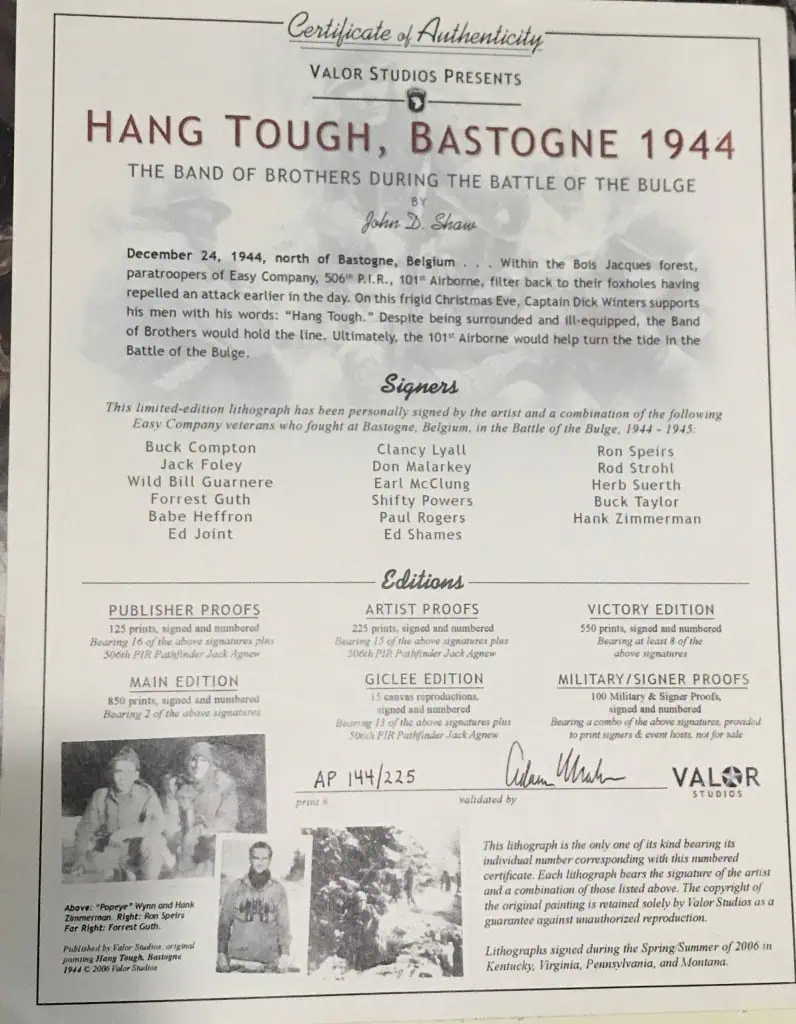 Certificate of Authenticity
VALOR STUDIOS PRESENTS
HANG TOUGH, BASTOGNE 1944
THE BAND OF BROTHERS DURING THE BATTLE OF THE BULGE
BY
John D. Shaw
December 24, 1944, north of Bastogne, Belgium . . . Within the Bois Jacques forest,
paratroopers of Easy Company, 506th P.I.R., 101st Airborne, filter back to their foxholes having
repelled an attack earlier in the day. On this frigid Christmas Eve, Captain Dick Winters supports
his men with his words: "Hang Tough." Despite being surrounded and ill-equipped, the Band
of Brothers would hold the line. Ultimately, the 101st Airborne would help turn the tide in the
Battle of the Bulge.
Signers
This limited-edition lithograph has been personally signed by the artist and a combination of the following
Easy Company veterans who fought at Bastogne, Belgium, in the Battle of the Bulge, 1944 - 1945:
Buck Compton
Jack Foley
Wild Bill Guarnere
Forrest Guth
Babe Heffron
Ed Joint
Clancy Lyall
Don Malarkey
Earl McClung
Shifty Powers
Paul Rogers
Ed Shames
Ron Speirs
Rod Strohl
Herb Suerth
Buck Taylor
Hank Zimmerman
Editions
PUBLISHER PROOFS
125 prints, signed and numbered
Bearing 16 of the above signatures plus
506th PIR Pathfinder Jack Agnew
ARTIST PROOFS
225 prints, signed and numbered
Bearing 15 of the above signatures plus
506th PIR Pathfinder Jack Agnew
VICTORY EDITION
550 prints, signed and numbered
Bearing at least 8 of the
above signatures
MAIN EDITION
850 prints, signed and numbered
Bearing 2 of the above signatures
GICLEE EDITION
15 canvas reproductions,
signed and numbered
Bearing 13 of the above signatures plus
506th PIR Pathfinder Jack Agnew
MILITARY/SIGNER PROOFS
100 Military & Signer Proofs,
signed and numbered
Bearing a combo of the above signatures, provided
to print signers & event hosts, not for sale
AP 144/225
print #
validated by
VALOR
STUDIOS
Above: "Popeye" Wynn and Hank
Zimmerman. Right: Ron Speirs
Far Right: Forrest Guth.
Published by Valor Studios, original
painting Hang Tough, Bastogne
1944 © 2006 Valor Studios
This lithograph is the only one of its kind bearing its
individual number corresponding with this numbered
certificate. Each lithograph bears the signature of the artist
and a combination of those listed above. The copyright of
the original painting is retained solely by Valor Studios as a
guarantee against unauthorized reproduction.
Lithographs signed during the Spring/Summer of 2006 in
Kentucky, Virginia, Pennsylvania, and Montana.